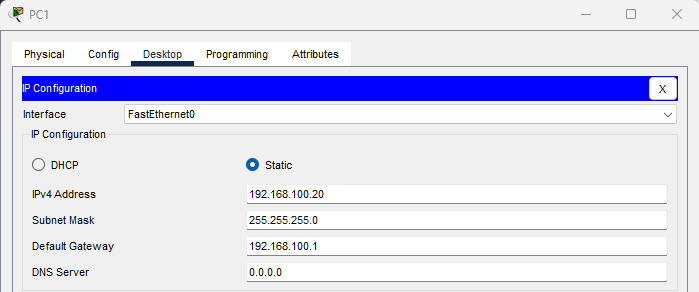 PC1
Physical Config Desktop Programming Attributes
IP Configuration X
Interface FastEthernet0
IP Configuration
DHCP Static
IPv4 Address 192.168.100.20
Subnet Mask 255.255.255.0
Default Gateway 192.168.100.1
DNS Server 0.0.0.0